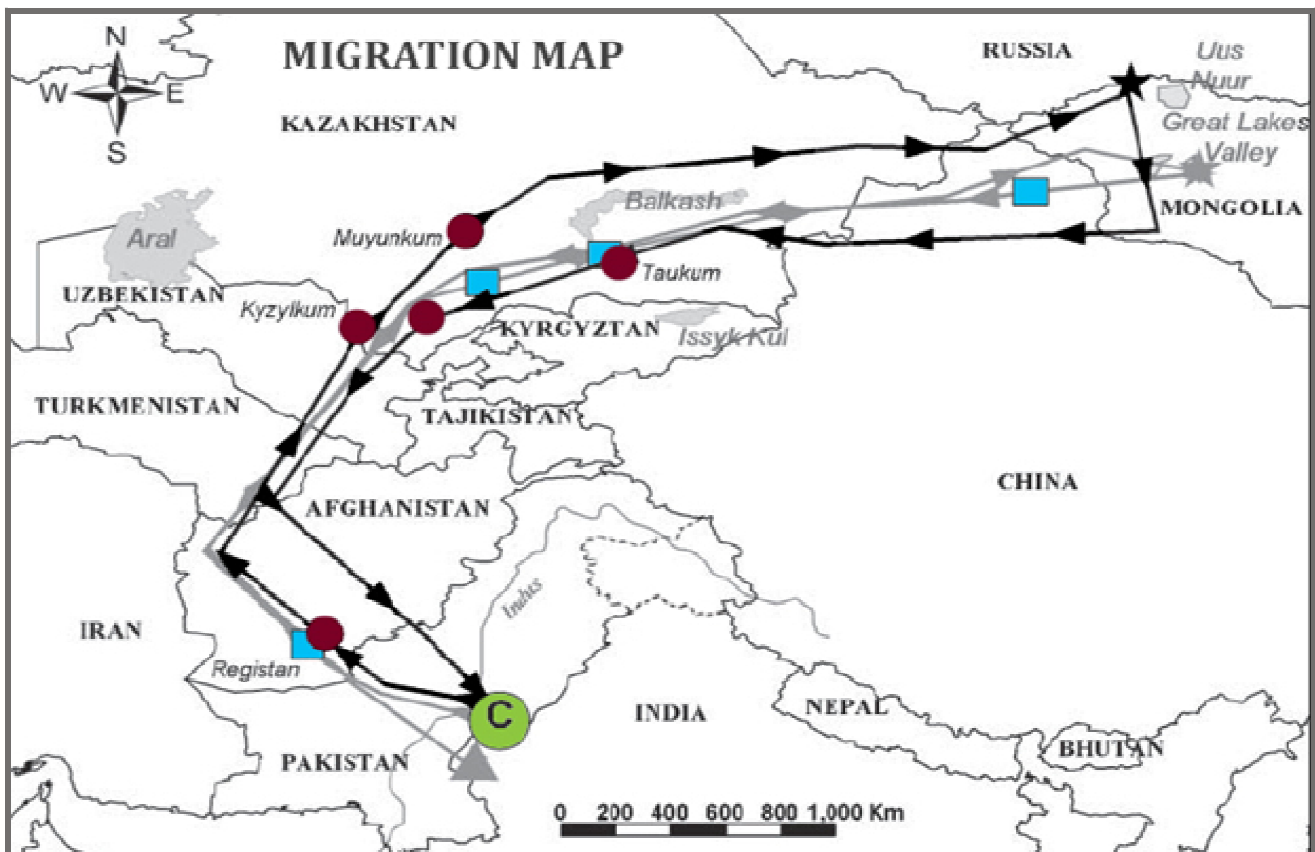 MIGRATION MAP
N
W
E
S
RUSSIA
Uus
Nuur
KAZAKHSTAN
Great Lakes
Valley
Balkash
MONGOLIA
Aral
Muyunkum
Taukum
UZBEKISTAN
Kyzylkum
KYRGYZTAN
Issyk Kul
TURKMENISTAN
TAJIKISTAN
CHINA
AFGHANISTAN
Indus
IRAN
Registan
C
INDIA
NEPAL
PAKISTAN
BHUTAN
0 200 400 600 800 1,000 Km